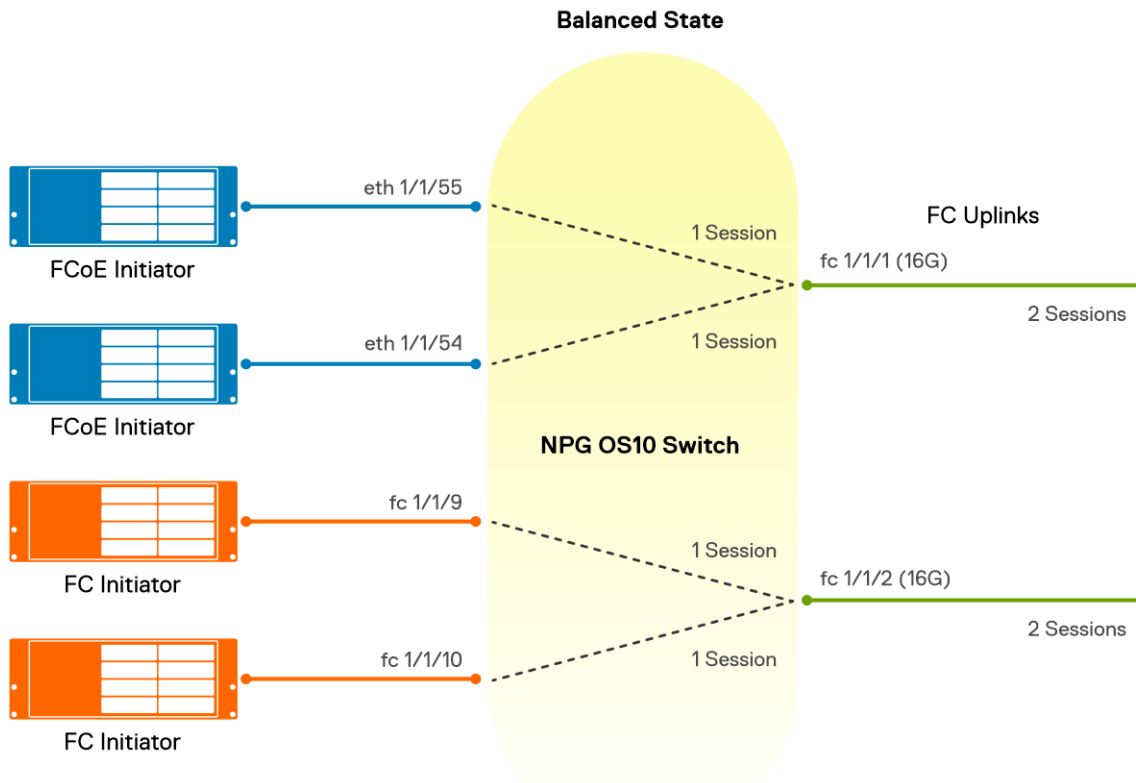 Balanced State
eth 1/1/55
FCoE Initiator
1 Session
FC Uplinks
fc 1/1/1 (16G)
2 Sessions
eth 1/1/54
1 Session
FCoE Initiator
NPG OS10 Switch
fc 1/1/9
FC Initiator
1 Session
fc 1/1/2 (16G)
2 Sessions
fc 1/1/10
1 Session
FC Initiator